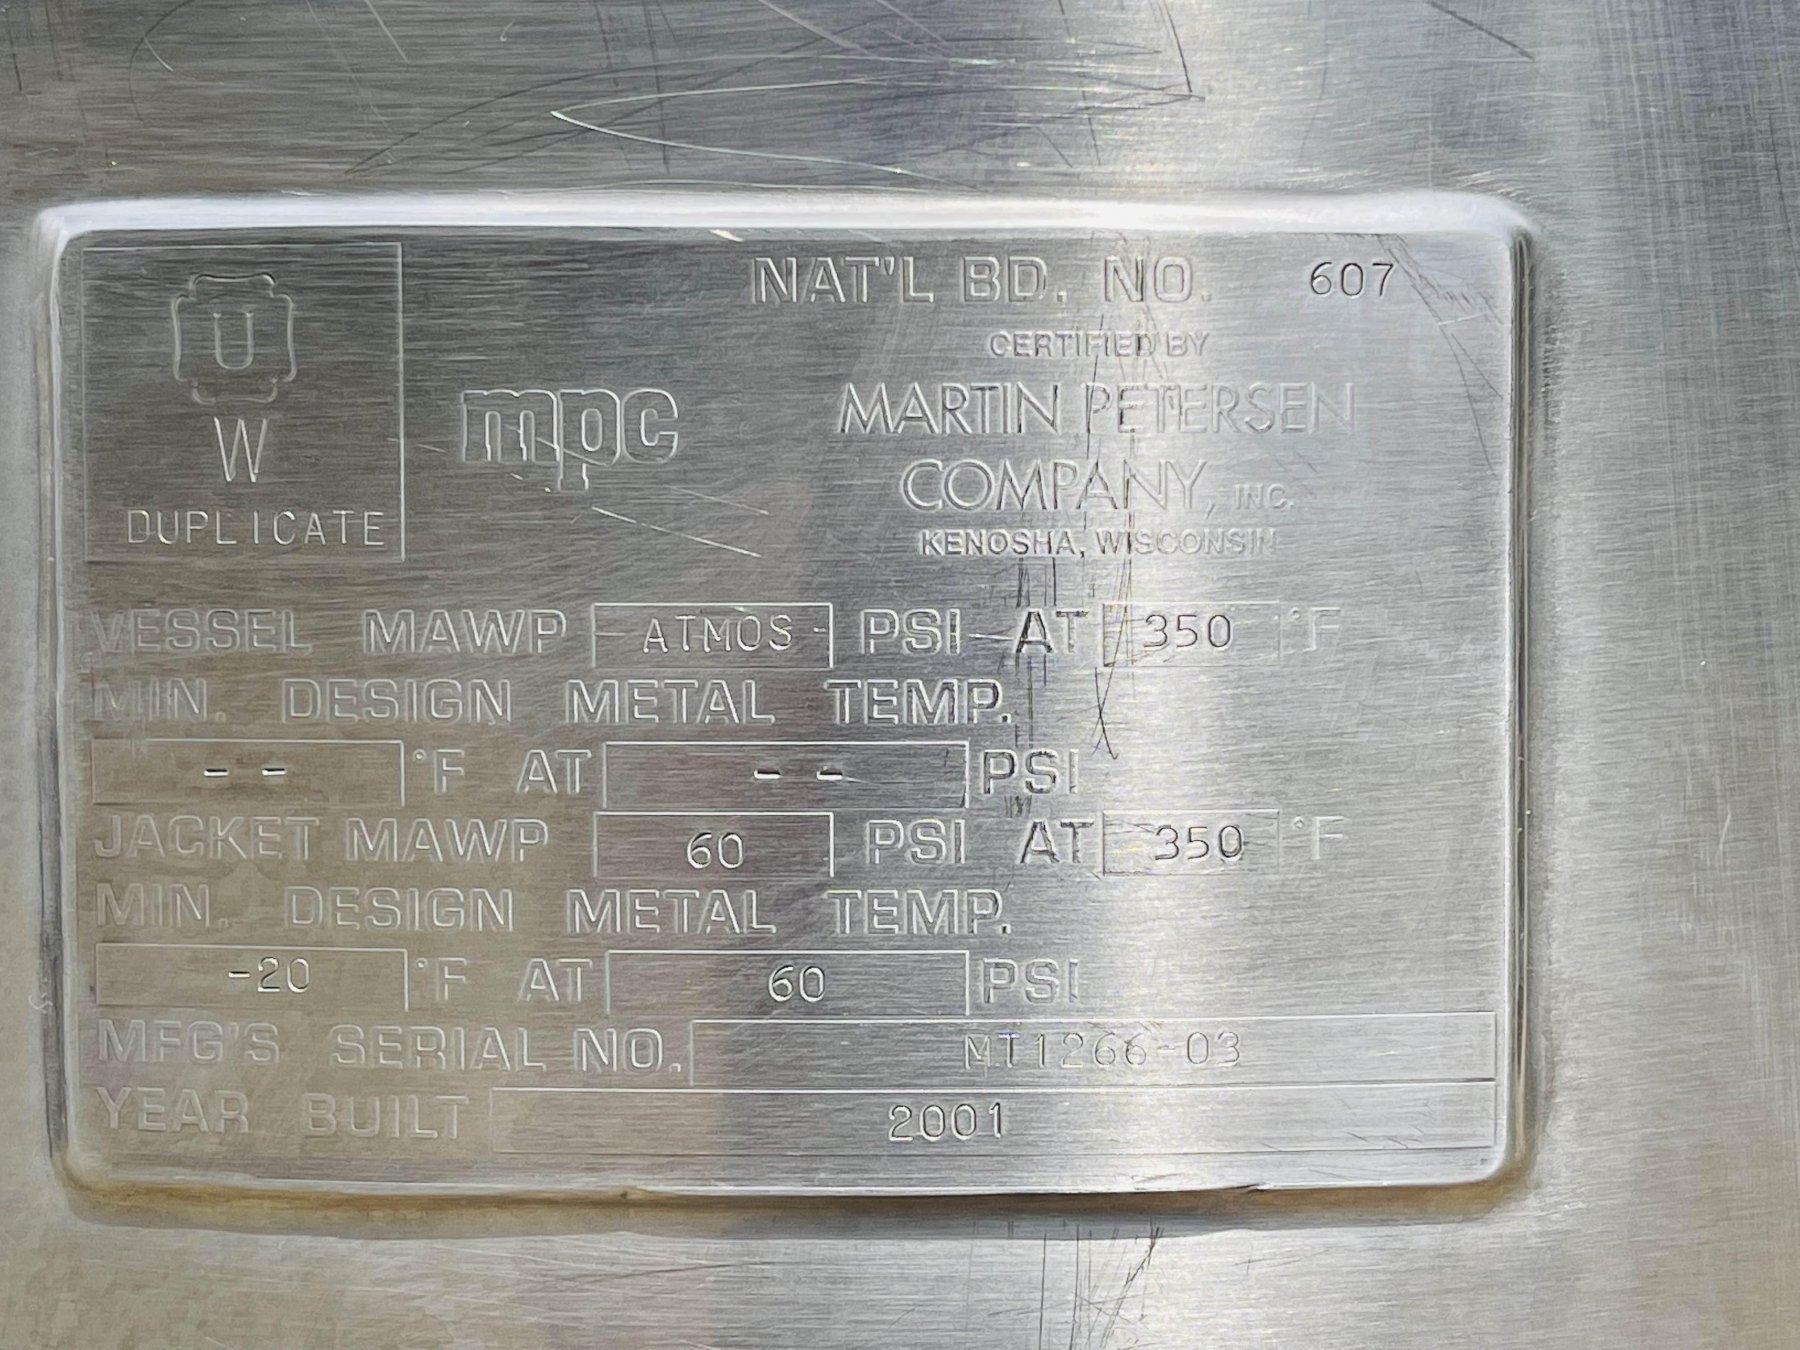 U
W
DUPLICATE
mpc
NAT'L BD. NO. 607
CERTIFIED BY
MARTIN PETERSEN
COMPANY, INC.
KENOSHA, WISCONSIN
VESSEL MAWP -ATMOS- PSI AT 350 °F
MIN. DESIGN METAL TEMP.
-- °F AT -- PSI
JACKET MAWP 60 PSI AT 350 °F
MIN. DESIGN METAL TEMP.
-20 °F AT 60 PSI
MFG'S SERIAL NO. MT1266-03
YEAR BUILT 2001